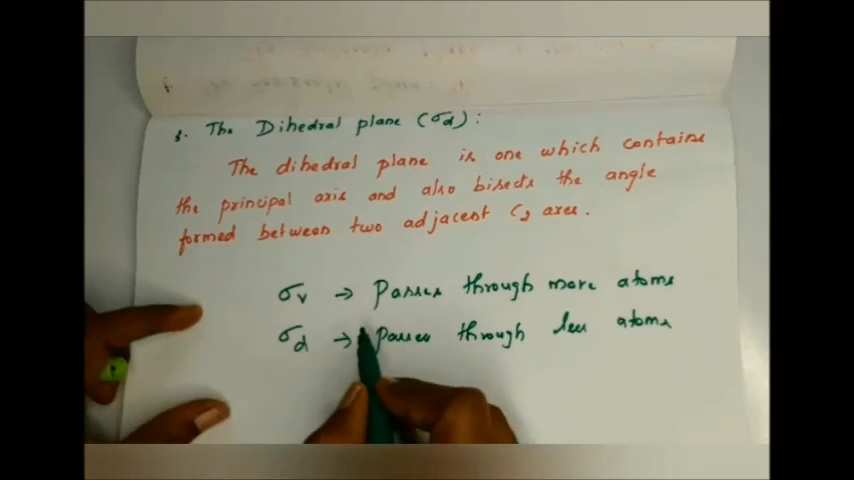 3. The Dihedral plane (σd):
The dihedral plane is one which contains
the principal axis and also bisects the angle
formed between two adjacent C2 axes.
σv → Passes through more atoms
σd → Passes through less atoms